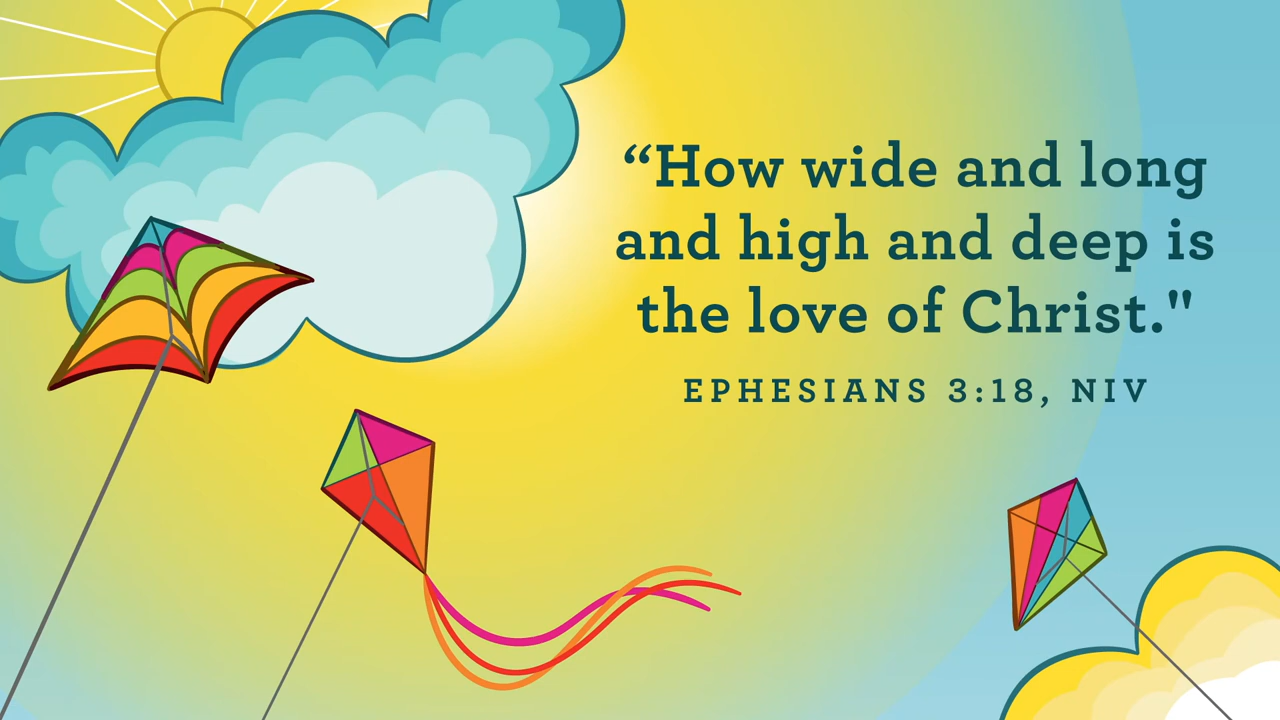 “How wide and long
and high and deep is
the love of Christ."
EPHESIANS 3:18, NIV